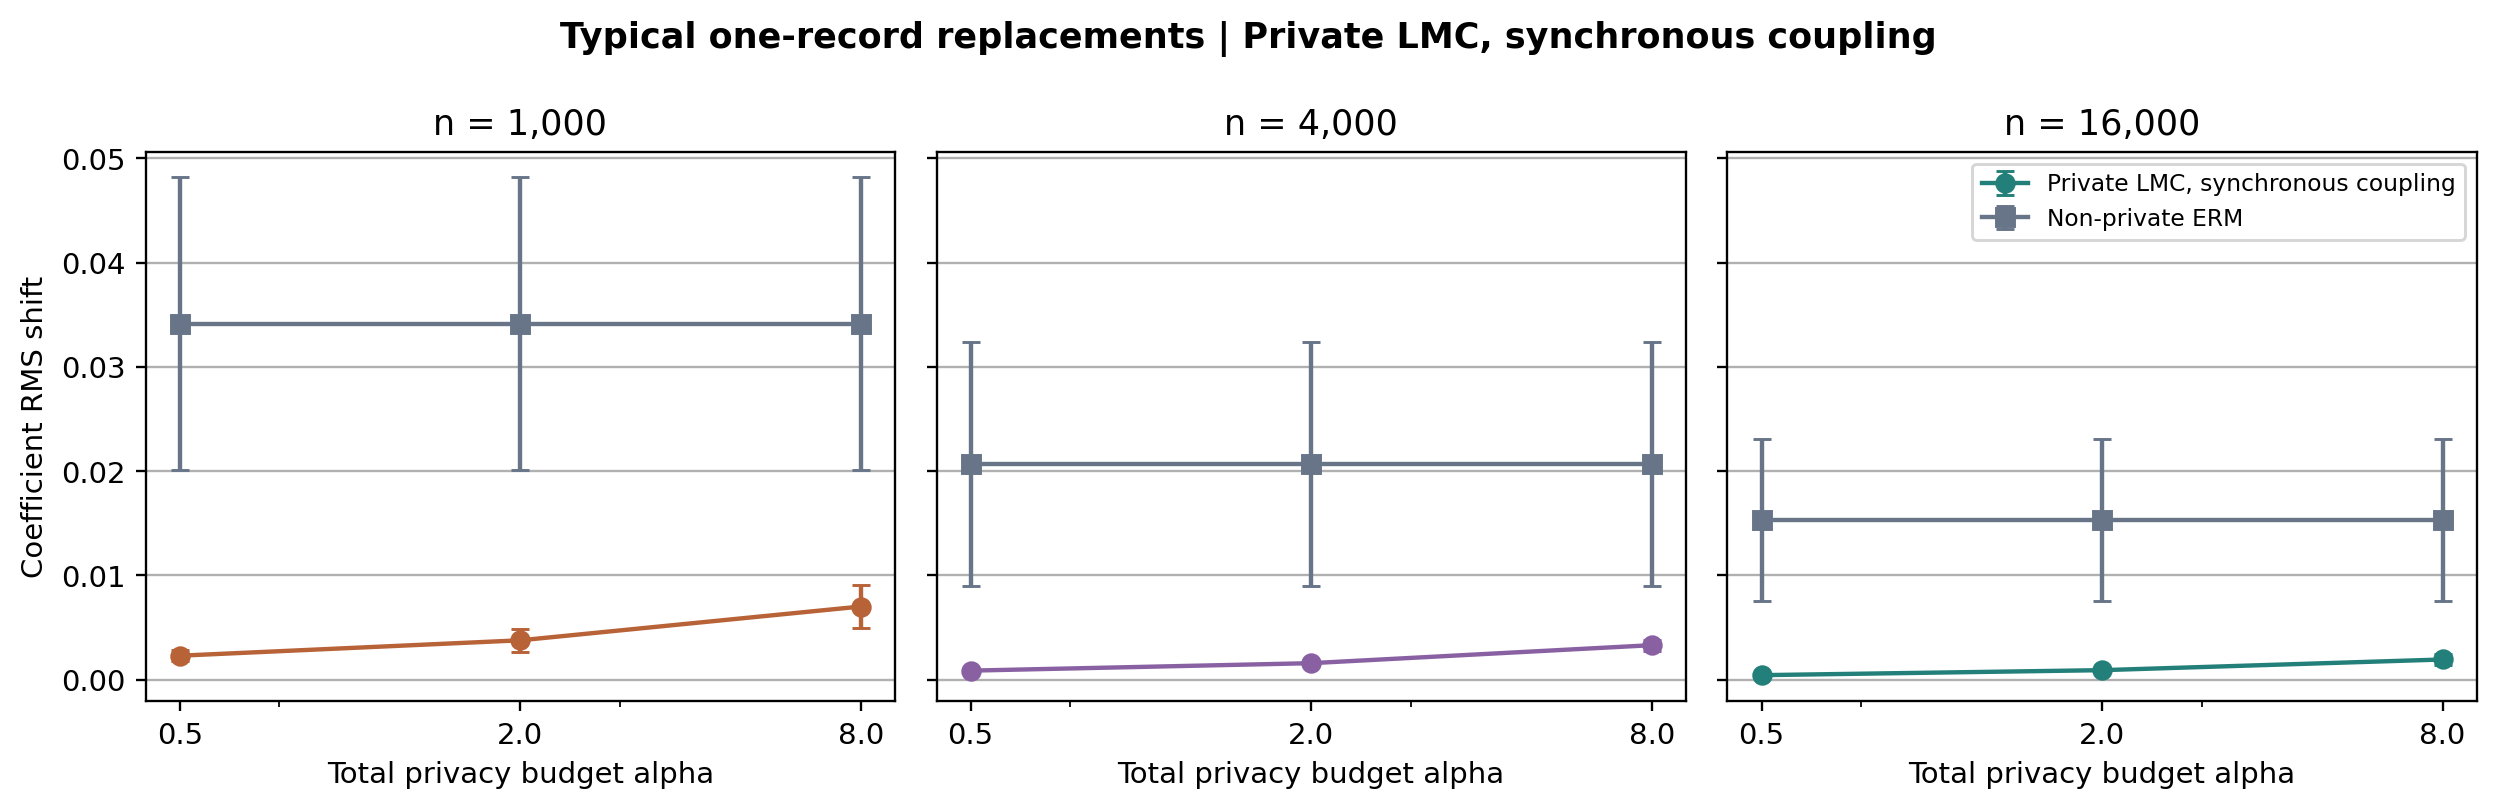 Typical one-record replacements | Private LMC, synchronous coupling
n = 1,000
n = 4,000
n = 16,000
Coefficient RMS shift
0.05
0.04
0.03
0.02
0.01
0.00
Private LMC, synchronous coupling
Non-private ERM
0.5 2.0 8.0
0.5 2.0 8.0
0.5 2.0 8.0
Total privacy budget alpha
Total privacy budget alpha
Total privacy budget alpha